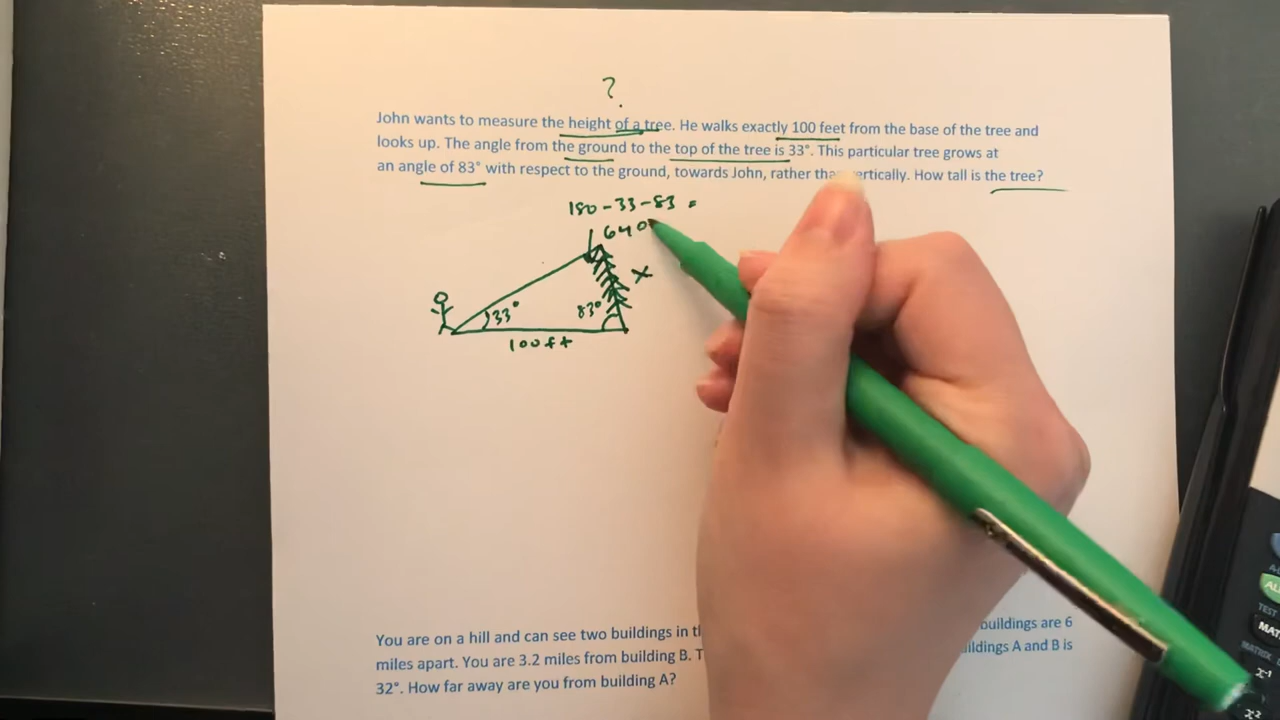 ?
John wants to measure the height of a tree. He walks exactly 100 feet from the base of the tree and
looks up. The angle from the ground to the top of the tree is 33°. This particular tree grows at
an angle of 83° with respect to the ground, towards John, rather than vertically. How tall is the tree?
180-33-83 =
64°
x
33°
83°
100ft
You are on a hill and can see two buildings in buildings are 6
miles apart. You are 3.2 miles from building B. A and B is
32°. How far away are you from building A?
TEST
MATRIX
x-1
x²